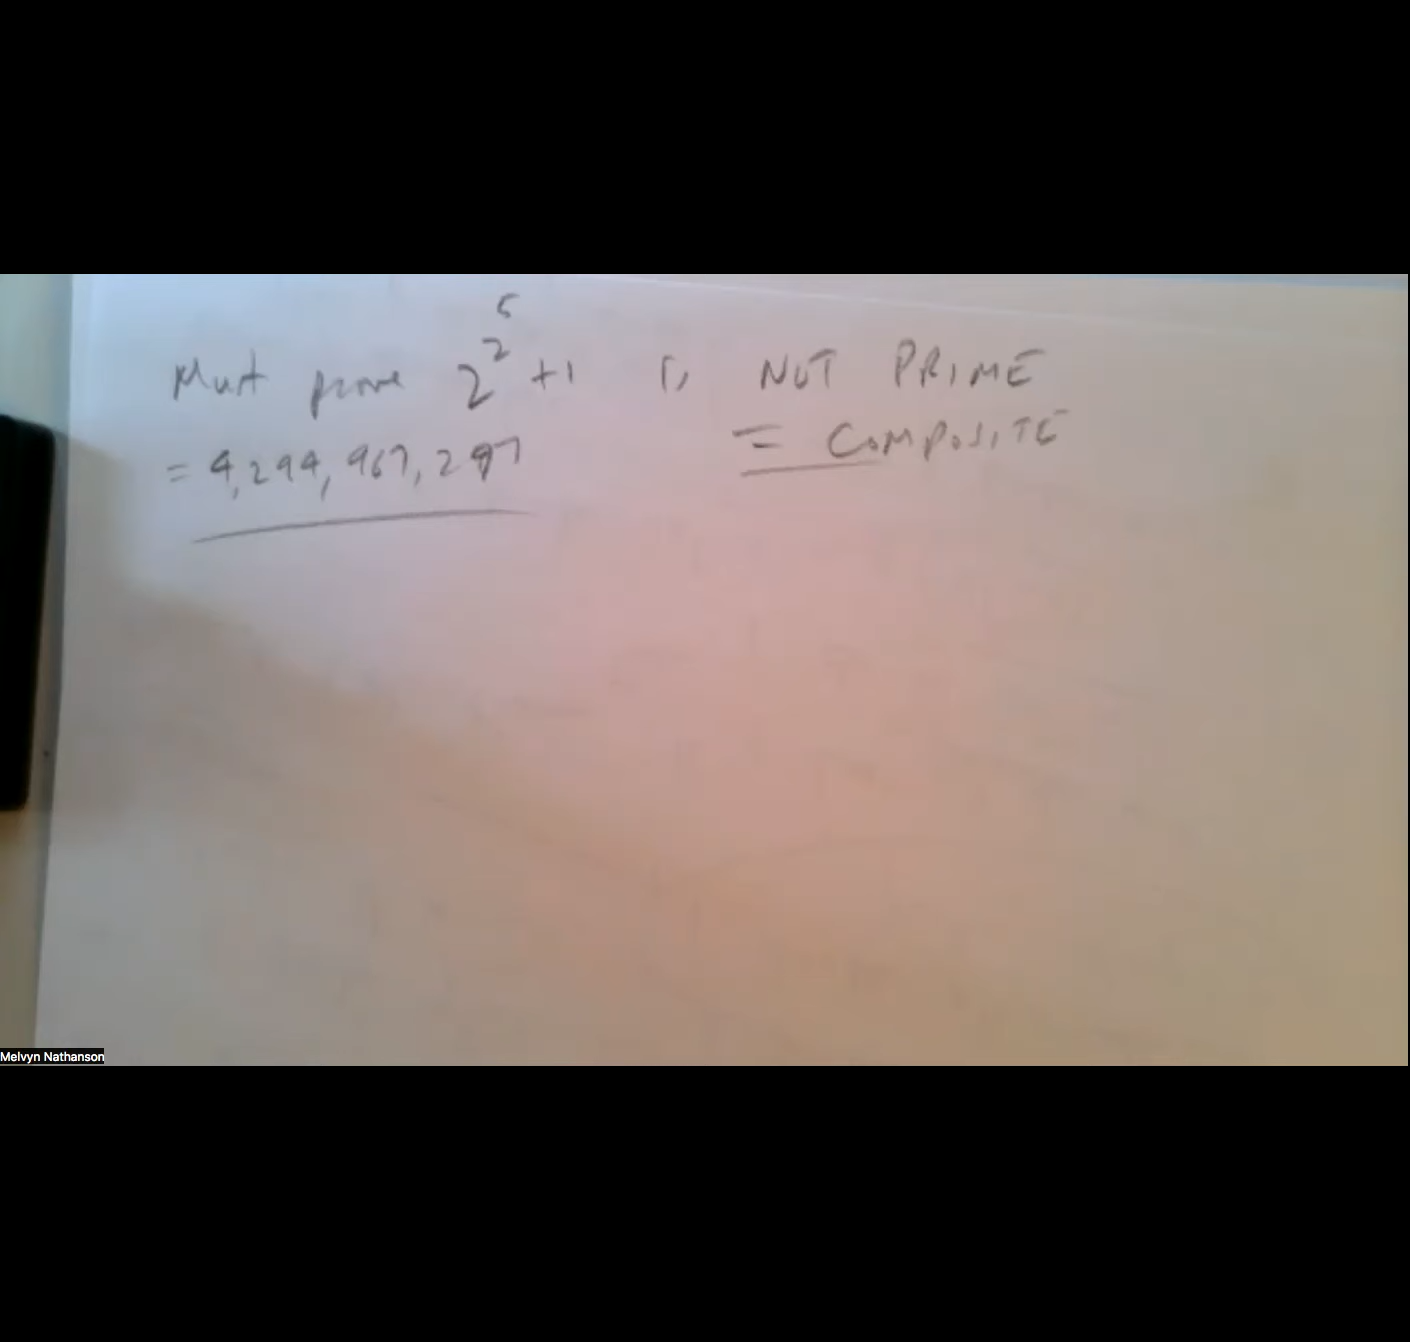 Must prove 2^2^5 +1 is NOT PRIME
= 4,294,967,297 = COMPOSITE
Melvyn Nathanson